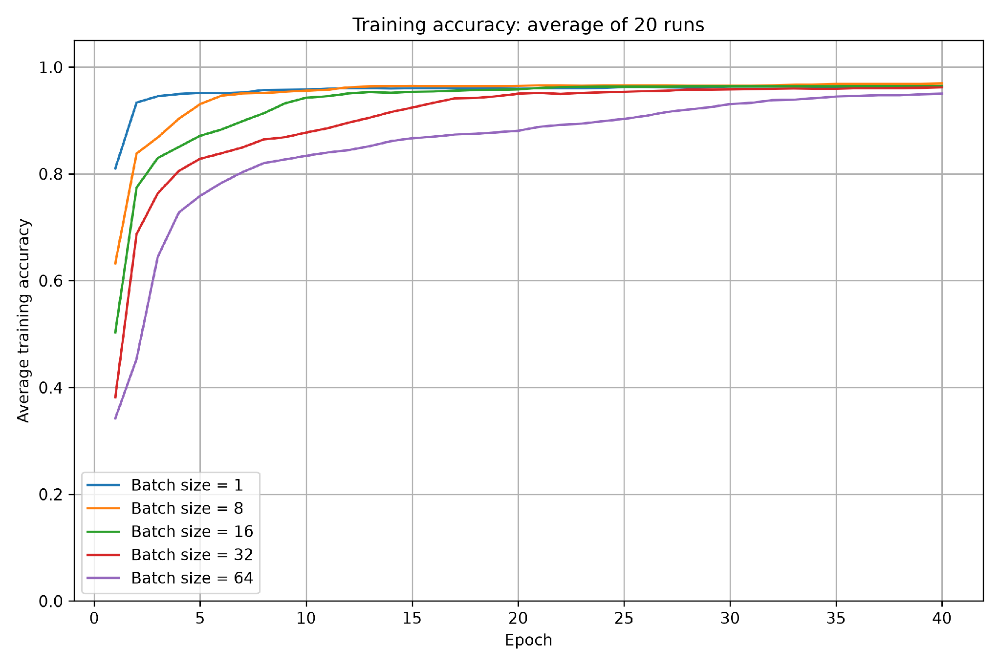 Training accuracy: average of 20 runs
Average training accuracy
1.0
0.8
0.6
0.4
0.2
0.0
Batch size = 1
Batch size = 8
Batch size = 16
Batch size = 32
Batch size = 64
0 5 10 15 20 25 30 35 40
Epoch